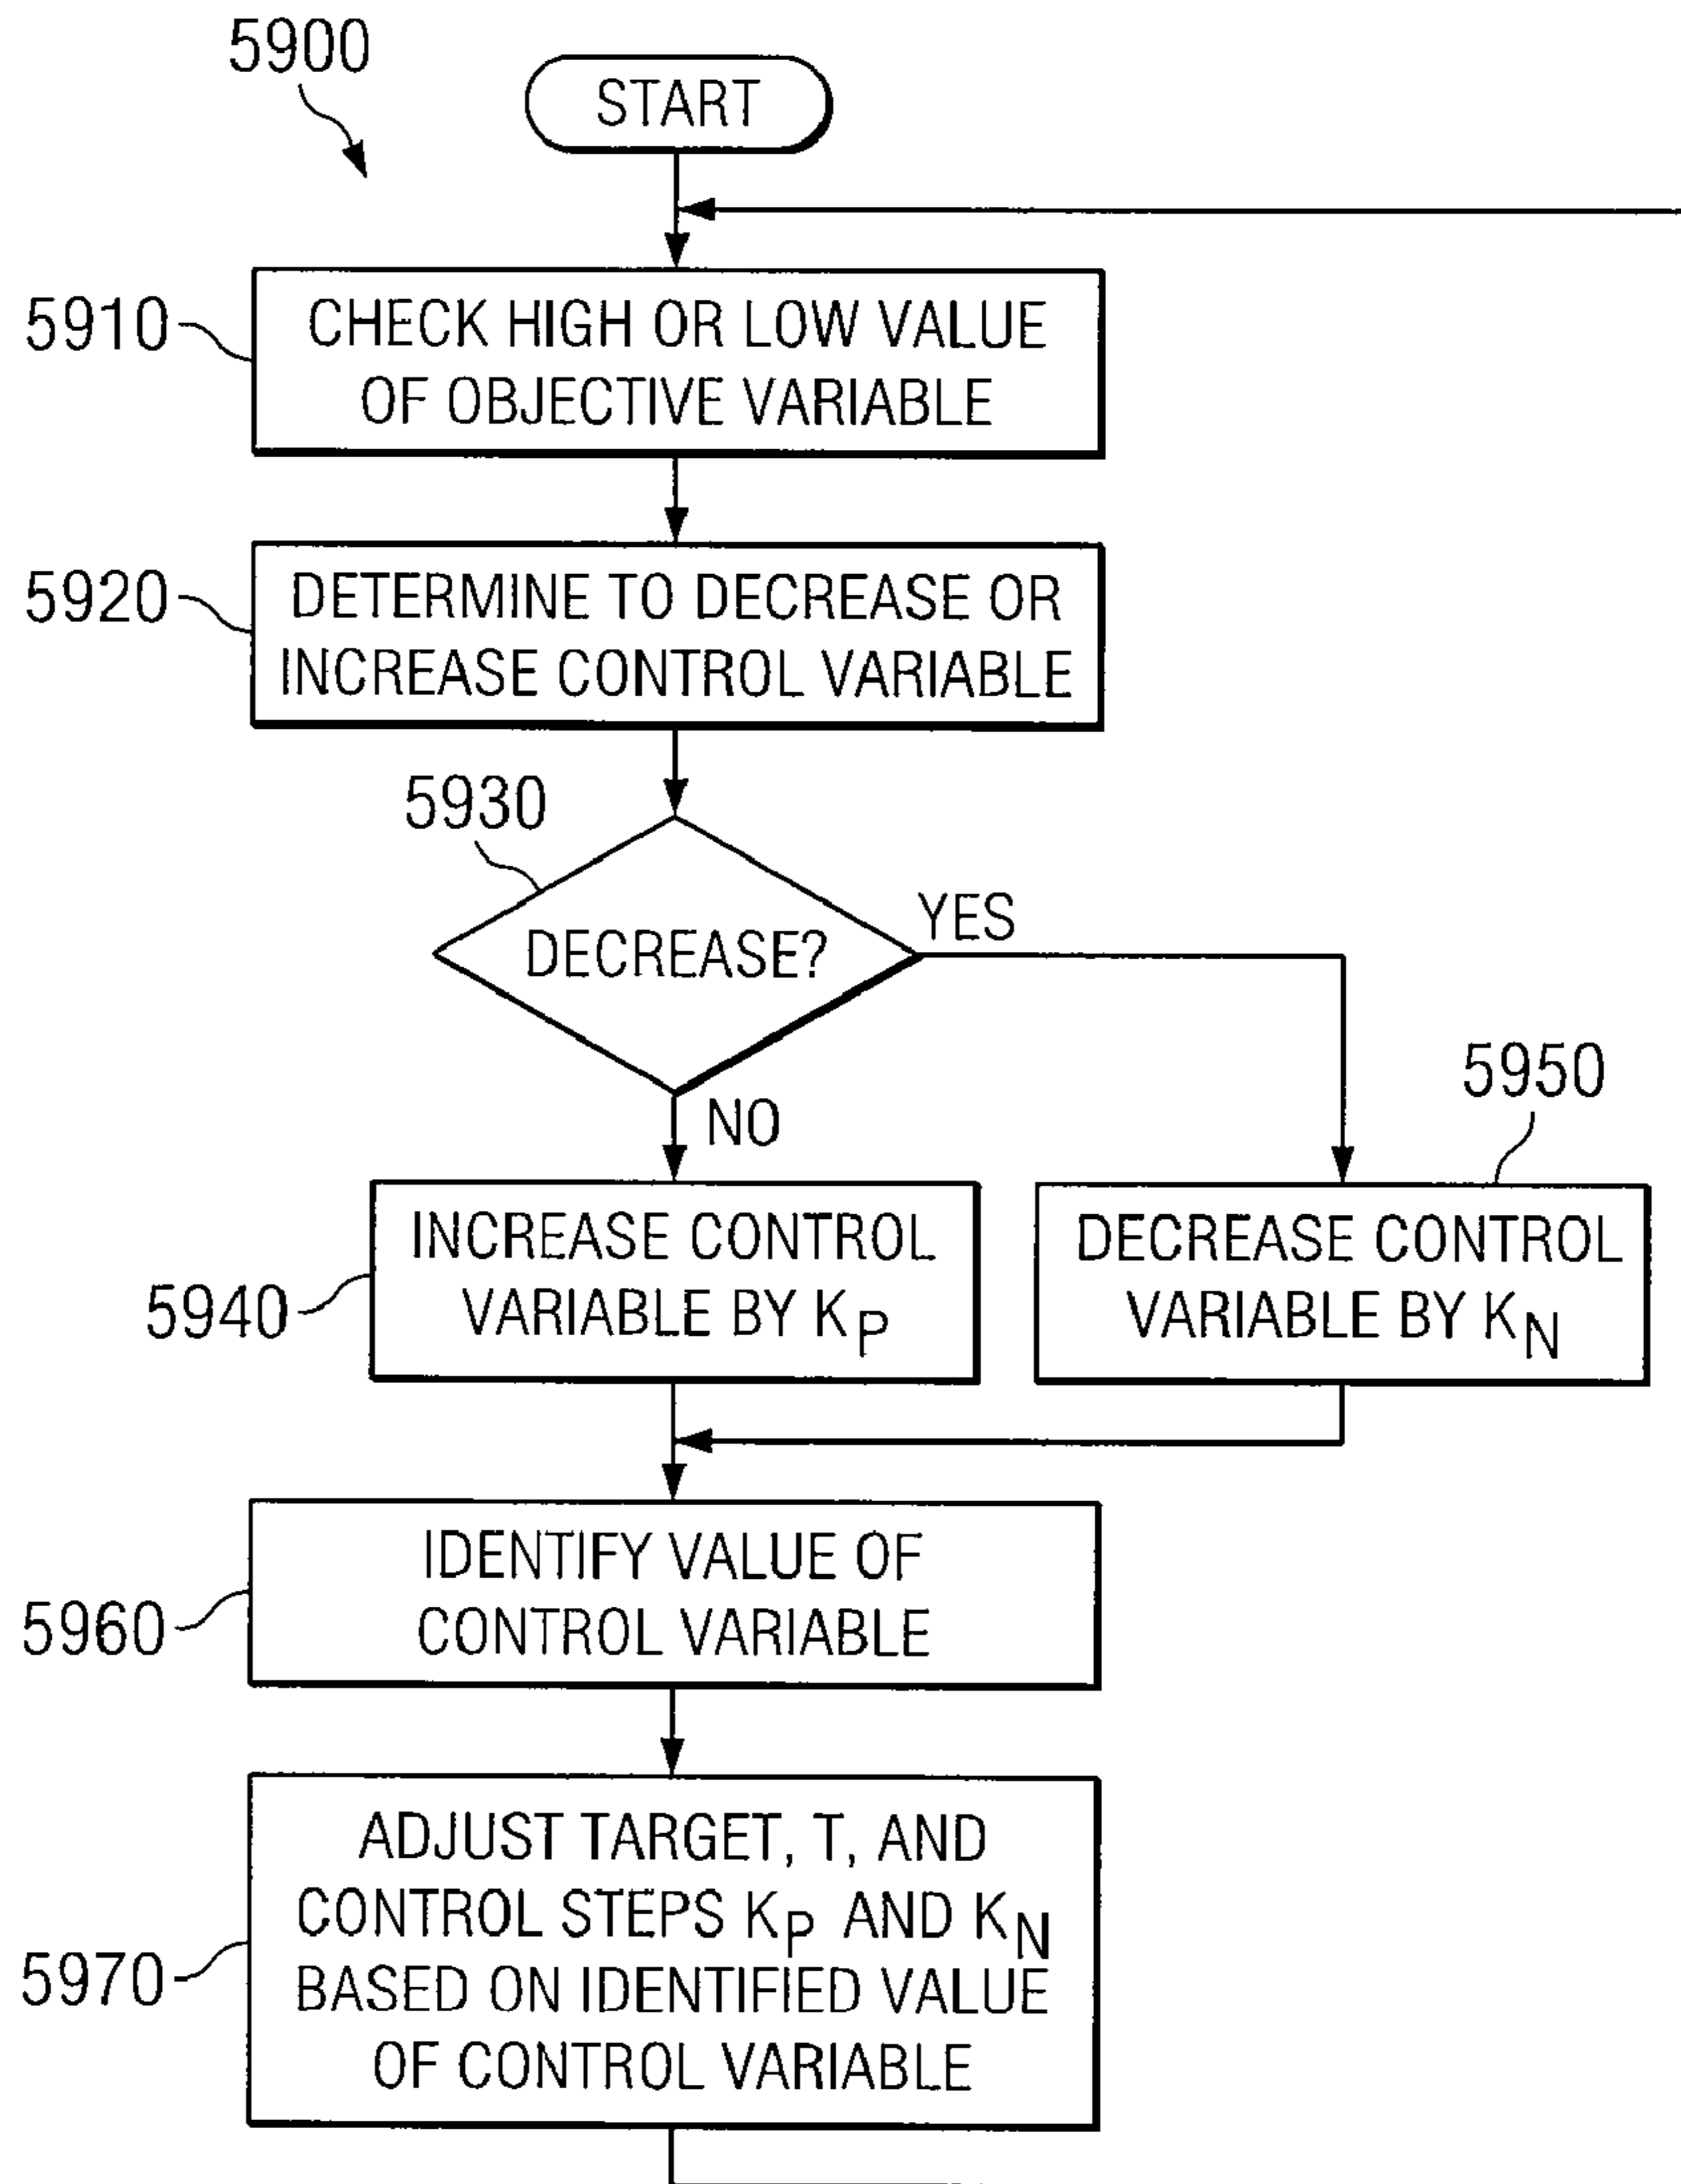 5900
START
5910
CHECK HIGH OR LOW VALUE
OF OBJECTIVE VARIABLE
5920
DETERMINE TO DECREASE OR
INCREASE CONTROL VARIABLE
5930
DECREASE?
YES
NO
5940
INCREASE CONTROL
VARIABLE BY KP
5950
DECREASE CONTROL
VARIABLE BY KN
5960
IDENTIFY VALUE OF
CONTROL VARIABLE
5970
ADJUST TARGET, T, AND
CONTROL STEPS KP AND KN
BASED ON IDENTIFIED VALUE
OF CONTROL VARIABLE